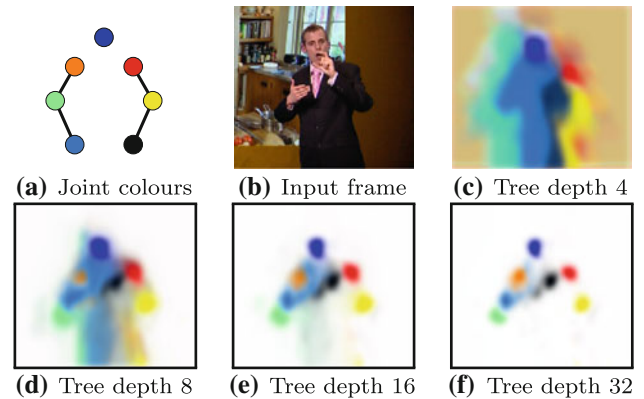 (a) Joint colours
(b) Input frame
(c) Tree depth 4
(d) Tree depth 8
(e) Tree depth 16
(f) Tree depth 32